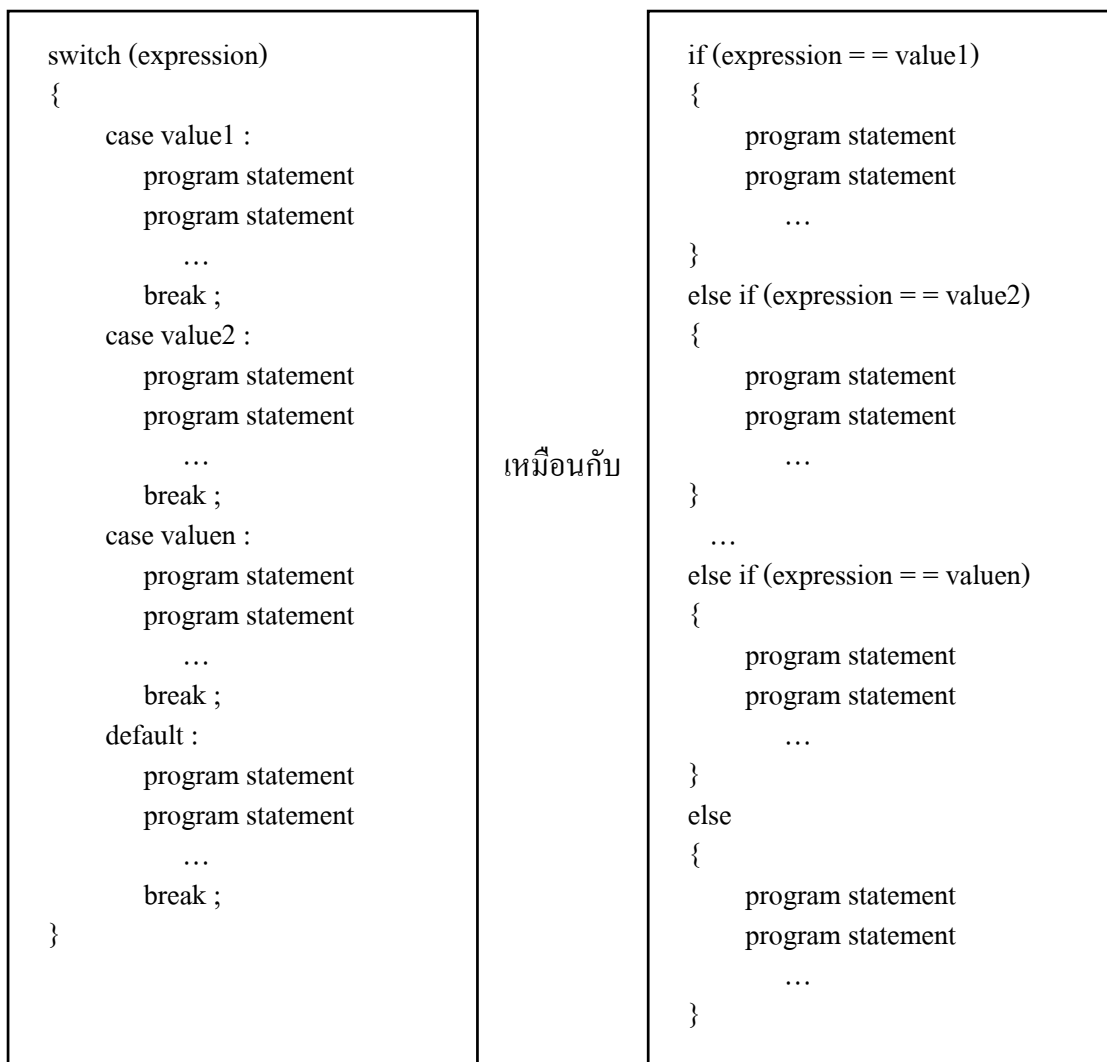 switch (expression)
{
case value1 :
program statement
program statement
…
break ;
case value2 :
program statement
program statement
…
break ;
case valuen :
program statement
program statement
…
break ;
default :
program statement
program statement
…
break ;
}
เหมือนกับ
if (expression = = value1)
{
program statement
program statement
…
}
else if (expression = = value2)
{
program statement
program statement
…
}
…
else if (expression = = valuen)
{
program statement
program statement
…
}
else
{
program statement
program statement
…
}